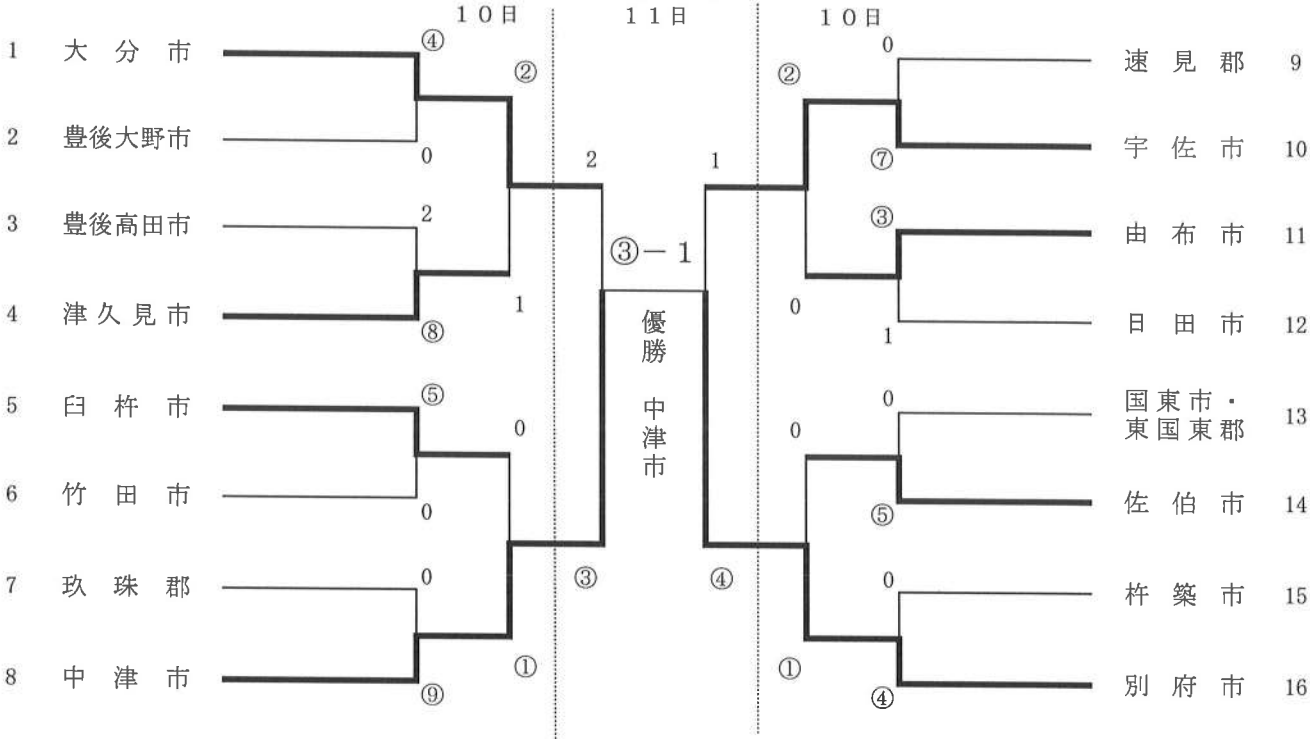 10日
11日
10日
1 大分市
④
②
2 豊後大野市
0
2
3 豊後高田市
2
4 津久見市
⑧
1
5 臼杵市
⑤
0
6 竹田市
0
7 玖珠郡
0
③
8 中津市
⑨
①
③－1
優勝 中津市
0
速見郡 9
②
⑦
宇佐市 10
1
③
由布市 11
0
1
日田市 12
0
0
国東市・
東国東郡 13
⑤
佐伯市 14
④
0
杵築市 15
①
④
別府市 16